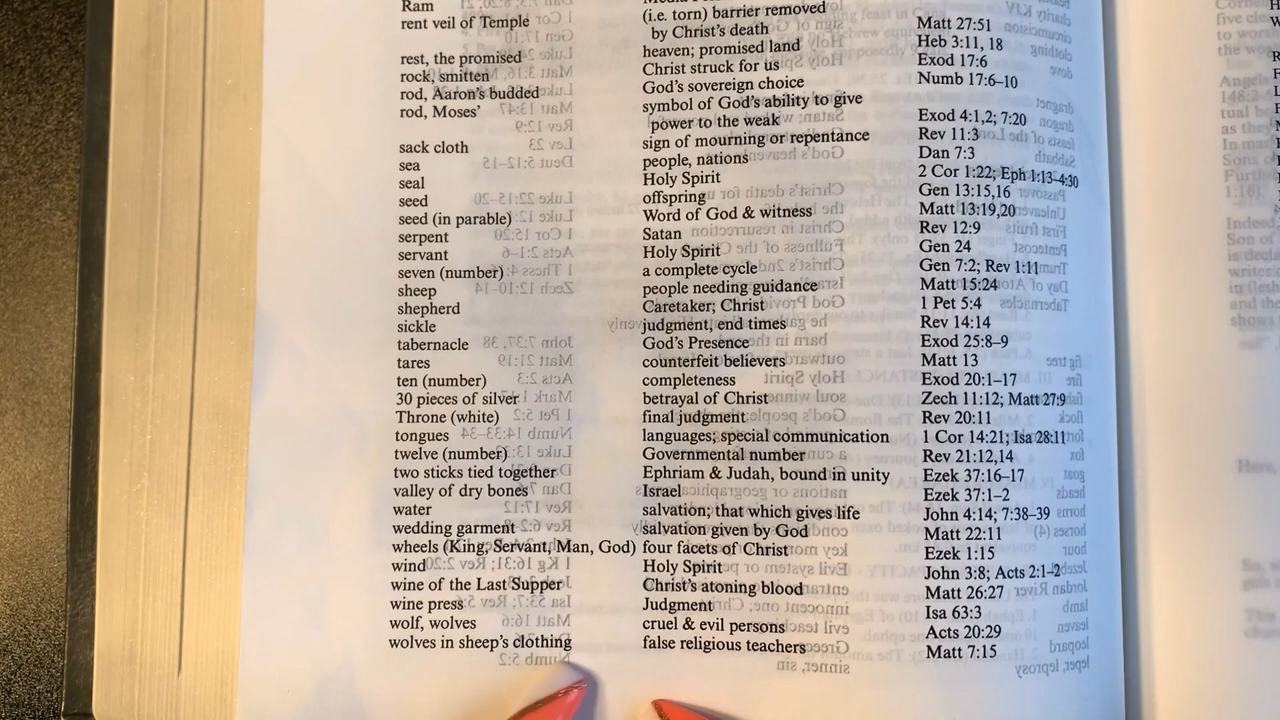 Ram
rent veil of Temple (i.e. torn) barrier removed
by Christ's death Matt 27:51
rest, the promised heaven; promised land Heb 3:11, 18
rock, smitten Christ struck for us Exod 17:6
rod, Aaron's budded God's sovereign choice Numb 17:6–10
rod, Moses' symbol of God's ability to give
power to the weak Exod 4:1,2; 7:20
sack cloth sign of mourning or repentance Rev 11:3
sea people, nations Dan 7:3
seal Holy Spirit 2 Cor 1:22; Eph 1:13–4:30
seed offspring Gen 13:15,16
seed (in parable) Word of God & witness Matt 13:19,20
serpent Satan Rev 12:9
servant Holy Spirit Gen 24
seven (number) a complete cycle Gen 7:2; Rev 1:11
sheep people needing guidance Matt 15:24
shepherd Caretaker; Christ 1 Pet 5:4
sickle judgment, end times Rev 14:14
tabernacle God's Presence Exod 25:8–9
tares counterfeit believers Matt 13
ten (number) completeness Exod 20:1–17
30 pieces of silver betrayal of Christ Zech 11:12; Matt 27:9
Throne (white) final judgment Rev 20:11
tongues languages; special communication 1 Cor 14:21; Isa 28:11
twelve (number) Governmental number Rev 21:12,14
two sticks tied together Ephriam & Judah, bound in unity Ezek 37:16–17
valley of dry bones Israel Ezek 37:1–2
water salvation; that which gives life John 4:14; 7:38–39
wedding garment salvation given by God Matt 22:11
wheels (King, Servant, Man, God) four facets of Christ Ezek 1:15
wind Holy Spirit John 3:8; Acts 2:1–2
wine of the Last Supper Christ's atoning blood Matt 26:27
wine press Judgment Isa 63:3
wolf, wolves cruel & evil persons Acts 20:29
wolves in sheep's clothing false religious teachers Matt 7:15